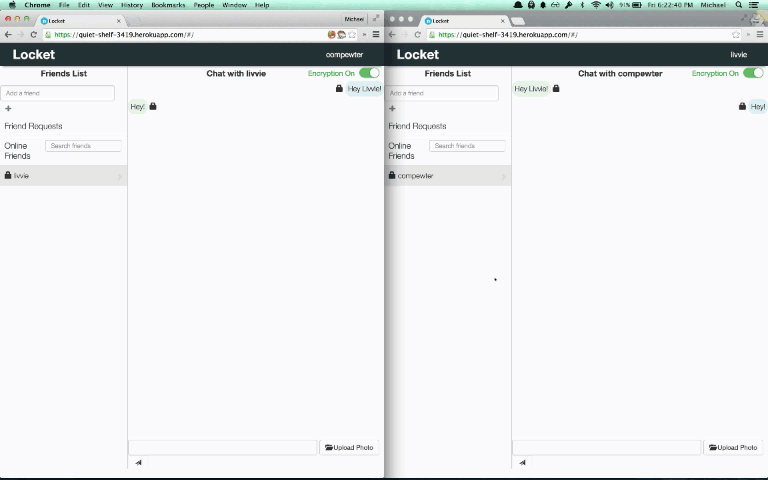 Chrome File Edit View History Bookmarks People Window Help
91% Fri 6:22:40 PM Michael
Locket
Michael
https://quiet-shelf-3419.herokuapp.com/#/
Locket
compewter
Friends List
Chat with livvie
Encryption On
Add a friend
Hey Livvie!
Hey!
+
Friend Requests
Online
Friends
Search friends
livvie
Upload Photo
Locket
https://quiet-shelf-3419.herokuapp.com/#/
Locket
livvie
Friends List
Chat with compewter
Encryption On
Add a friend
Hey Livvie!
Hey!
+
Friend Requests
Online
Friends
Search friends
compewter
Upload Photo